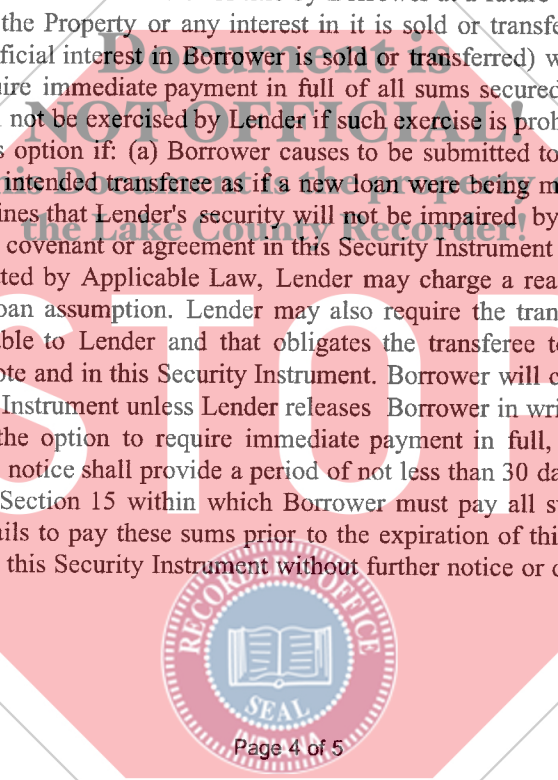 the Property or any interest in it is sold or transfe
ficial interest in Borrower is sold or transferred) w
Document is
ire immediate payment in full of all sums secured
not be exercised by Lender if such exercise is proh
NOT OFFICIAL!
s option if: (a) Borrower causes to be submitted to
intended transferee as if a new loan were being m
is Document is the property
ines that Lender's security will not be impaired by
the Lake County Recorder!
covenant or agreement in this Security Instrument
ted by Applicable Law, Lender may charge a rea
oan assumption. Lender may also require the tran
ble to Lender and that obligates the transferee t
ote and in this Security Instrument. Borrower will c
Instrument unless Lender releases Borrower in wri
STOP
the option to require immediate payment in full,
notice shall provide a period of not less than 30 da
Section 15 within which Borrower must pay all s
ils to pay these sums prior to the expiration of thi
this Security Instrument without further notice or
RECORDER'S OFFICE
SEAL
INDIANA
Page 4 of 5